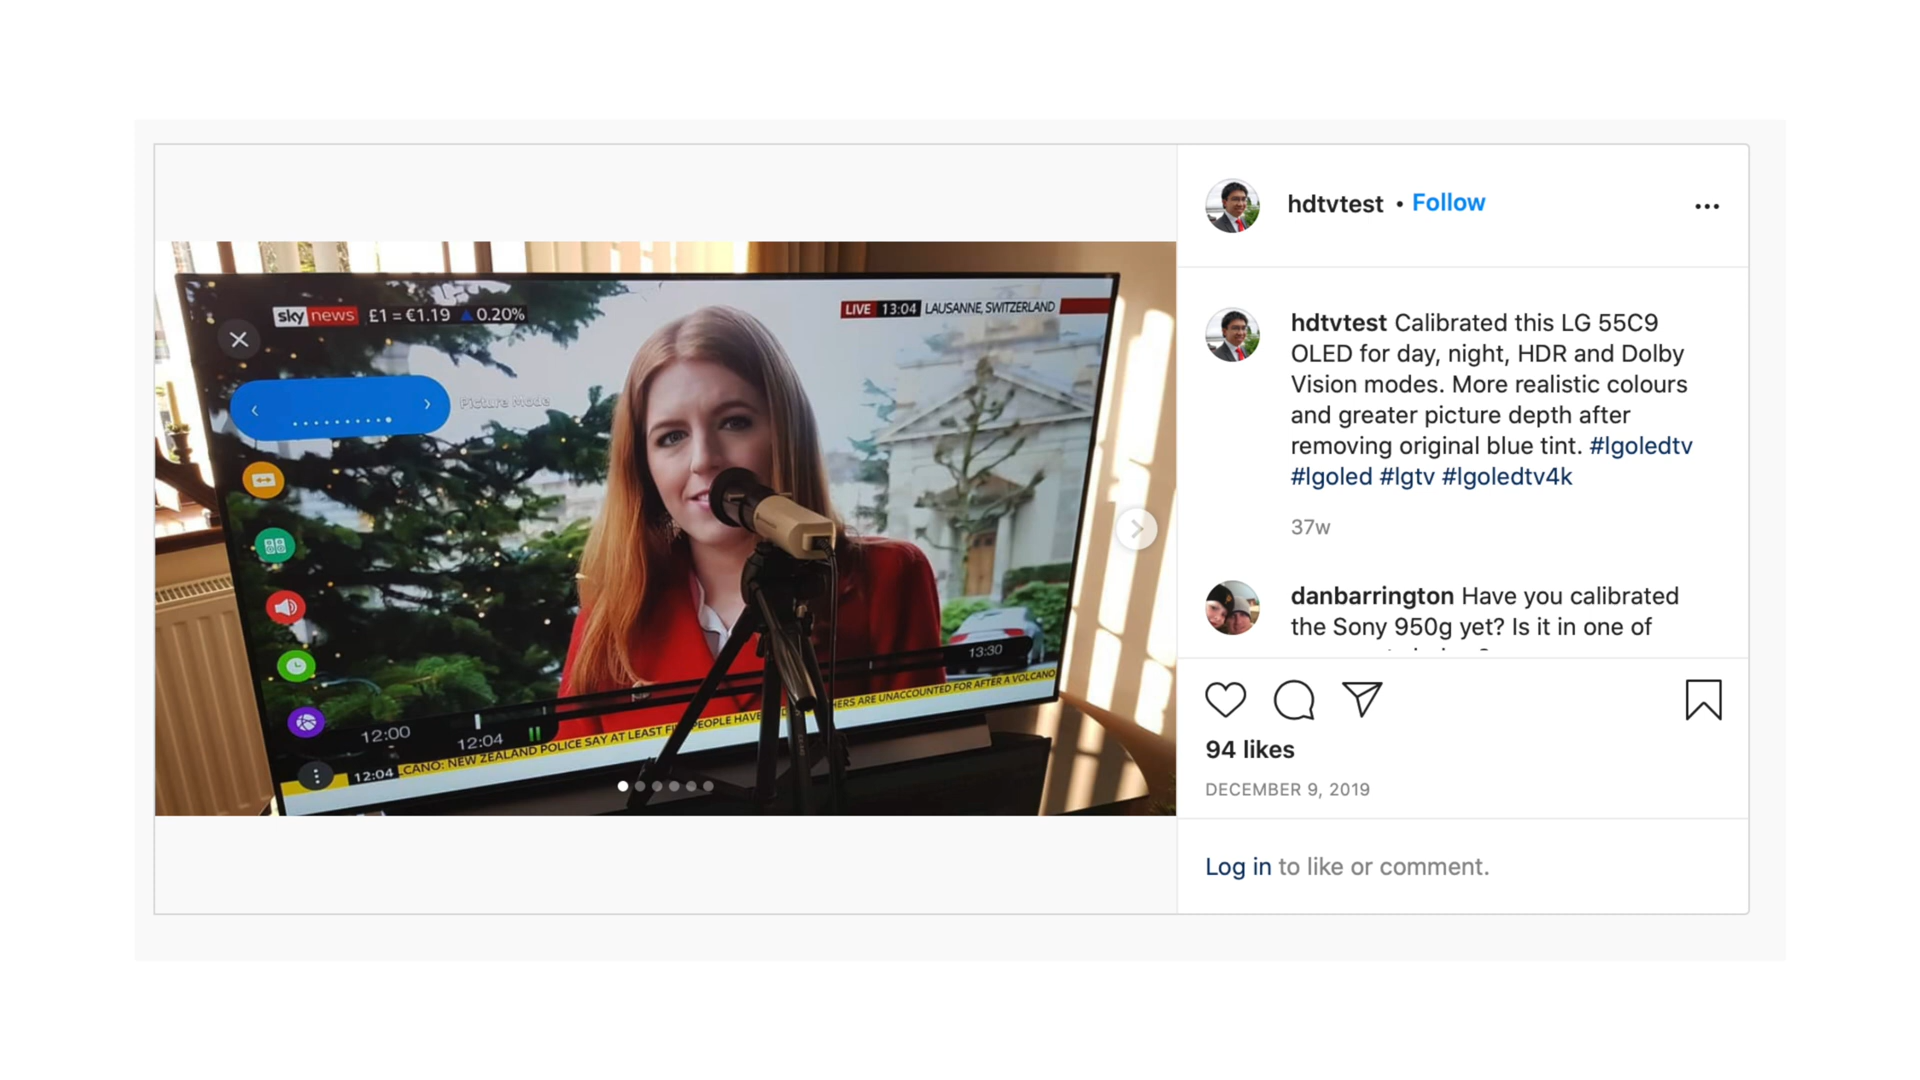 sky news £1 = €1.19 ▲ 0.20%
LIVE 13:04 LAUSANNE, SWITZERLAND
Picture Mode
13:30
12:00
12:04
12:04
CANO: NEW ZEALAND POLICE SAY AT LEAST PEOPLE HAVE ARE UNACCOUNTED FOR AFTER A VOLCANO
hdtvtest • Follow
hdtvtest Calibrated this LG 55C9
OLED for day, night, HDR and Dolby
Vision modes. More realistic colours
and greater picture depth after
removing original blue tint. #lgoledtv
#lgoled #lgtv #lgoledtv4k
37w
danbarrington Have you calibrated
the Sony 950g yet? Is it in one of
94 likes
DECEMBER 9, 2019
Log in to like or comment.